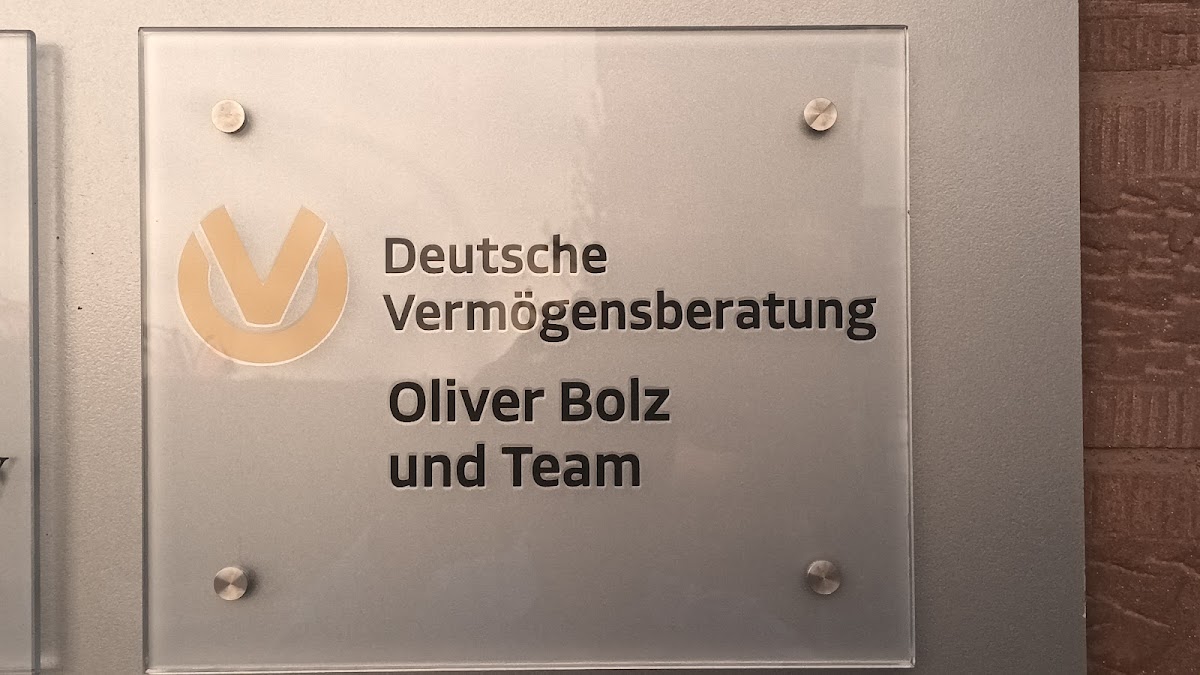 Deutsche
Vermögensberatung
Oliver Bolz
und Team